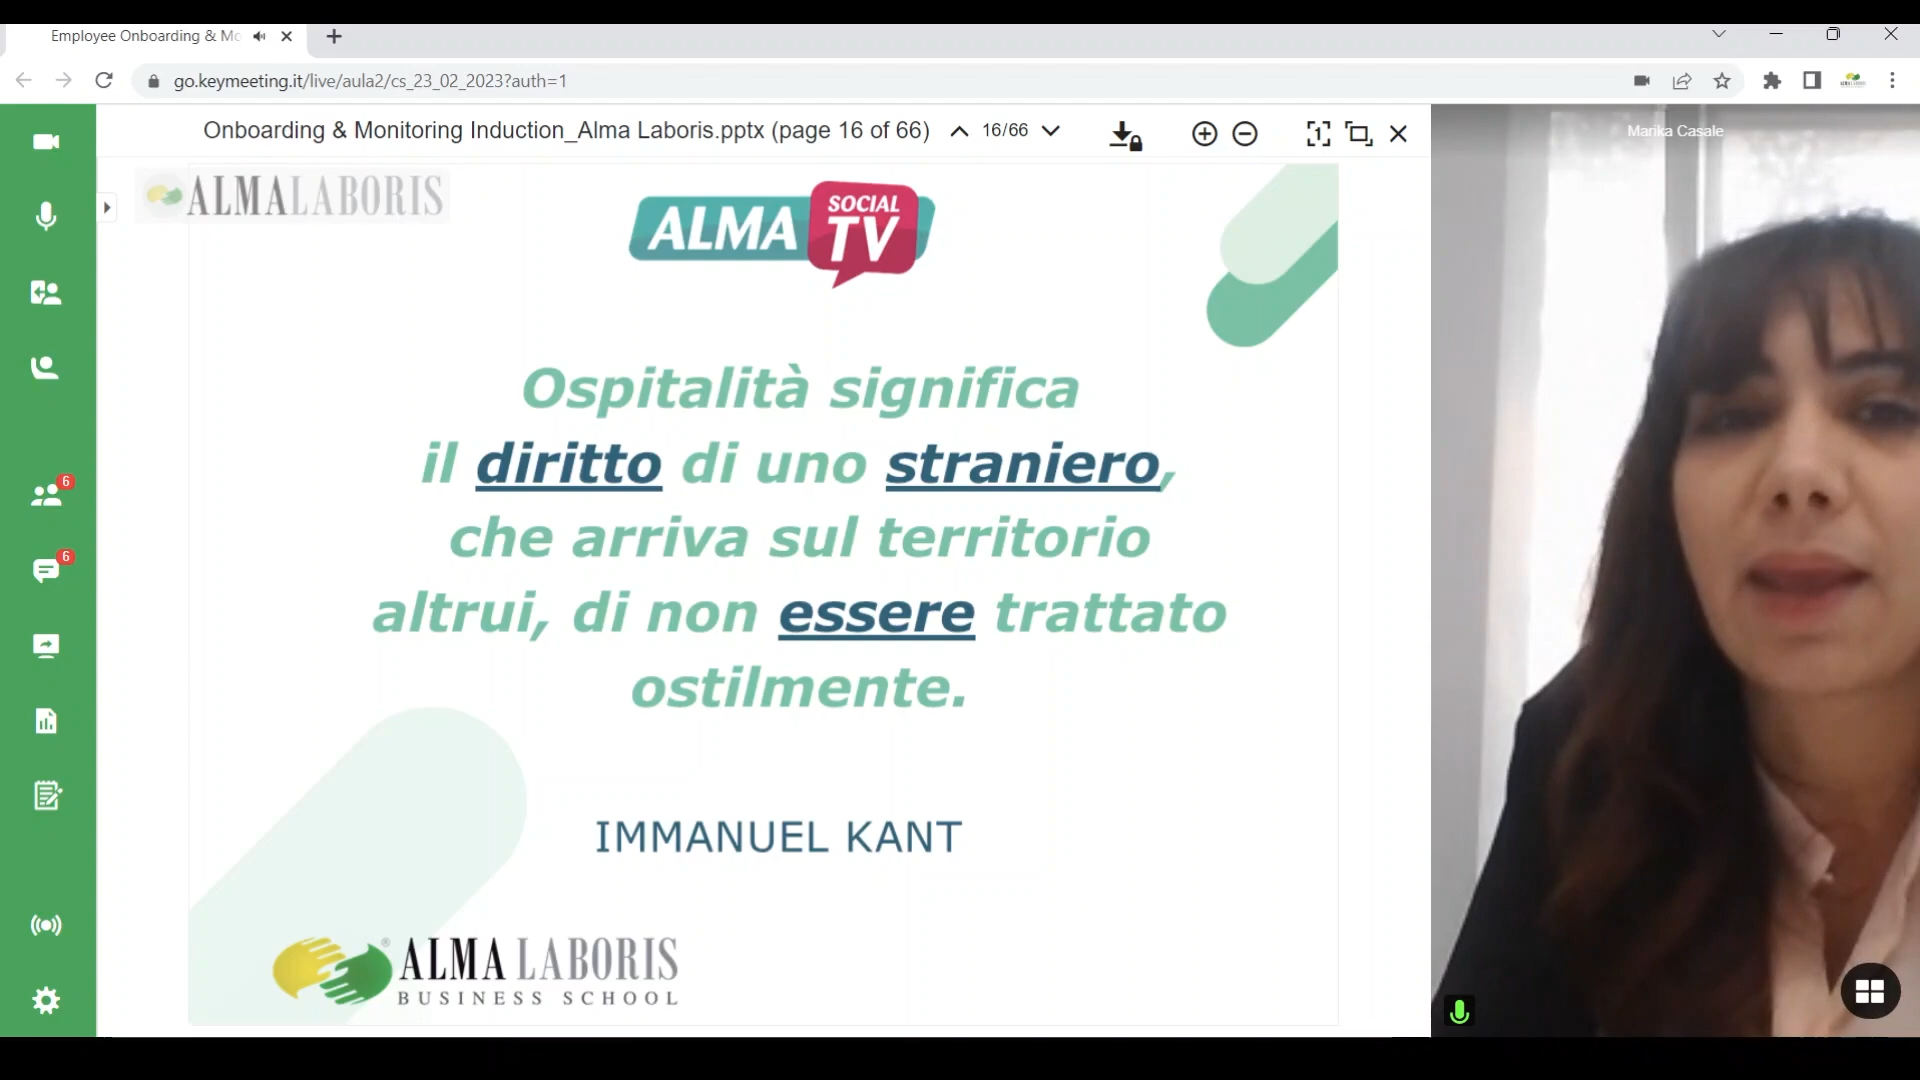 Employee Onboarding & Mo
go.keymeeting.it/live/aula2/cs_23_02_2023?auth=1
Onboarding & Monitoring Induction_Alma Laboris.pptx (page 16 of 66)
16/66
Marika Casale
ALMALABORIS
ALMA SOCIAL TV
Ospitalità significa
il diritto di uno straniero,
che arriva sul territorio
altrui, di non essere trattato
ostilmente.
IMMANUEL KANT
ALMA LABORIS
BUSINESS SCHOOL
6
6